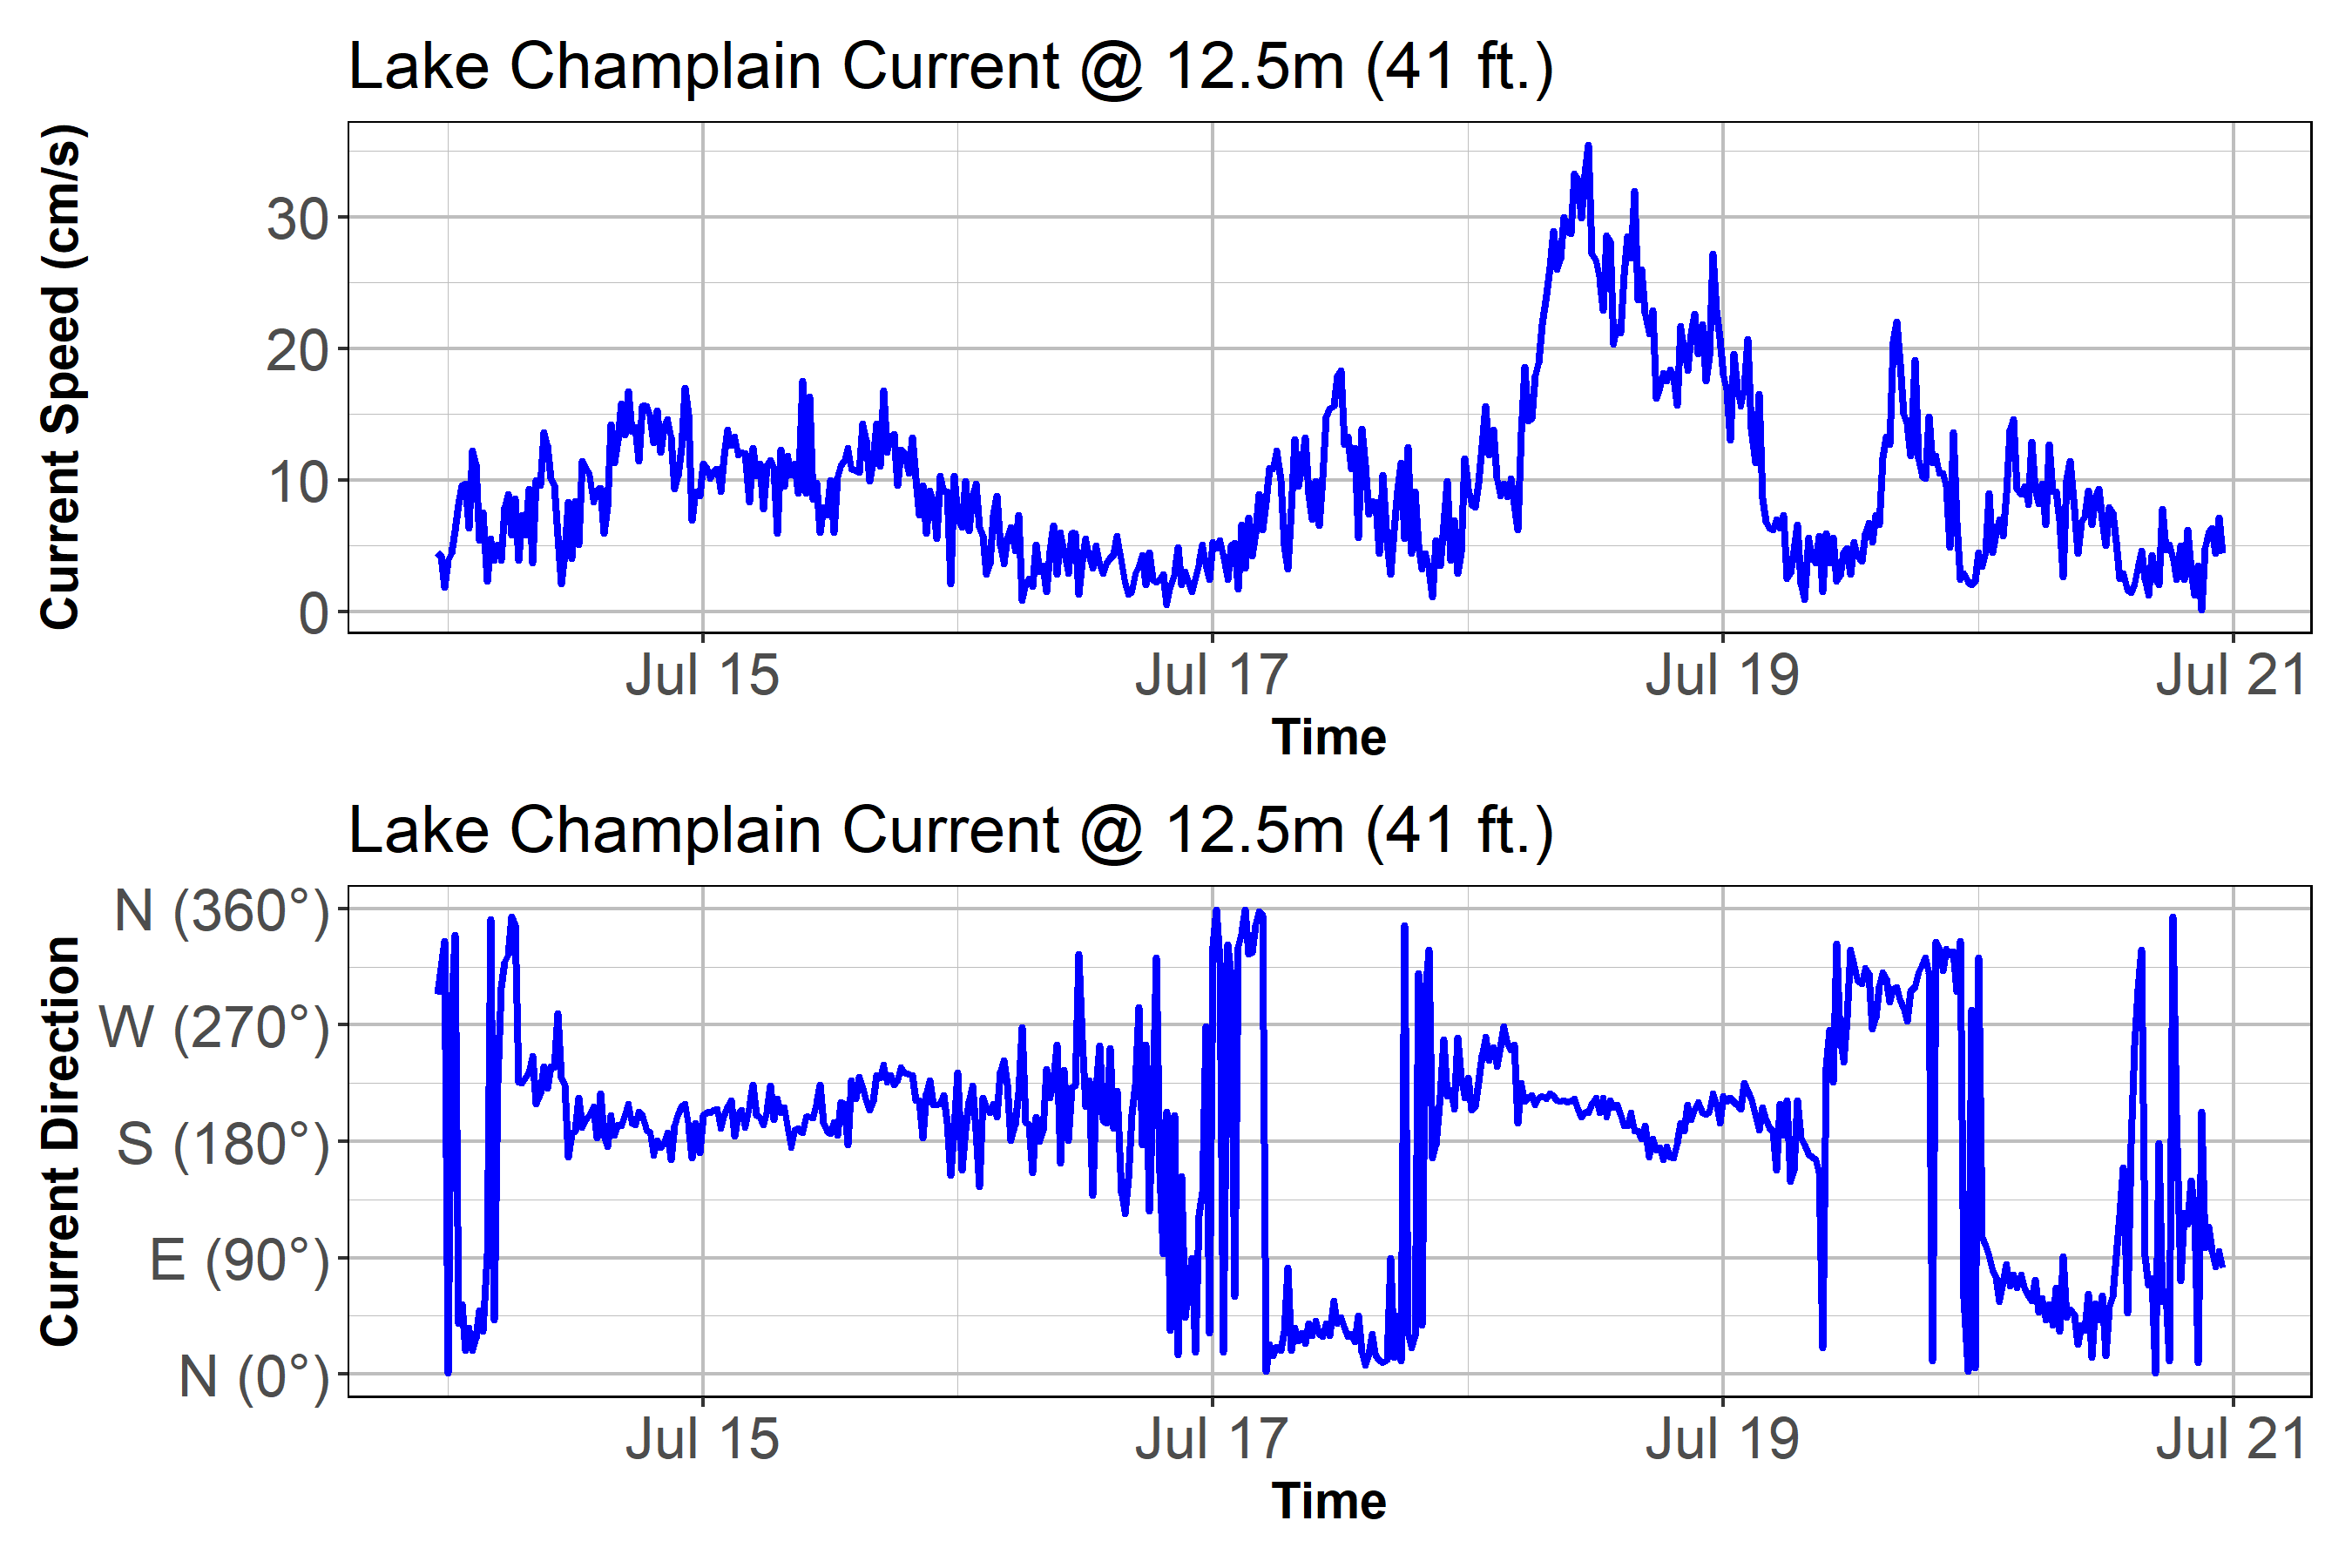 Lake Champlain Current @ 12.5m (41 ft.)
Current Speed (cm/s)
30
20
10
0
Jul 15 Jul 17 Jul 19 Jul 21
Time
Lake Champlain Current @ 12.5m (41 ft.)
Current Direction
N (360°)
W (270°)
S (180°)
E (90°)
N (0°)
Jul 15 Jul 17 Jul 19 Jul 21
Time